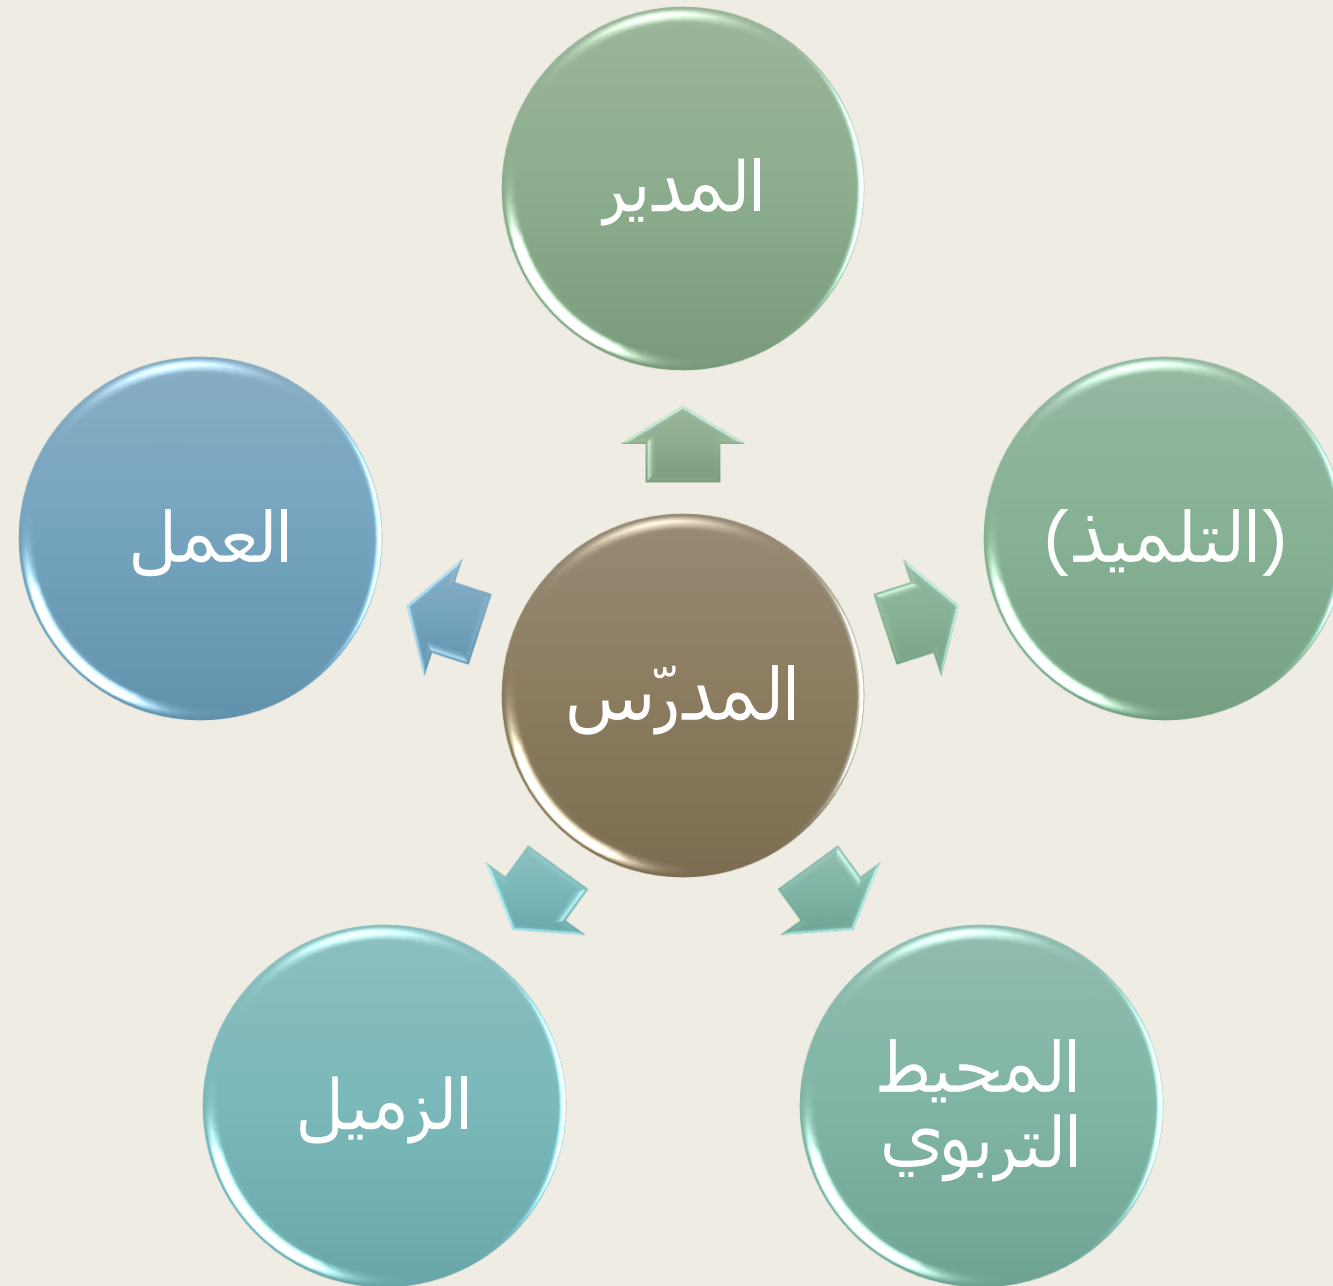 المدير
(التلميذ)
العمل
المدرّس
المحيط
التربوي
الزميل